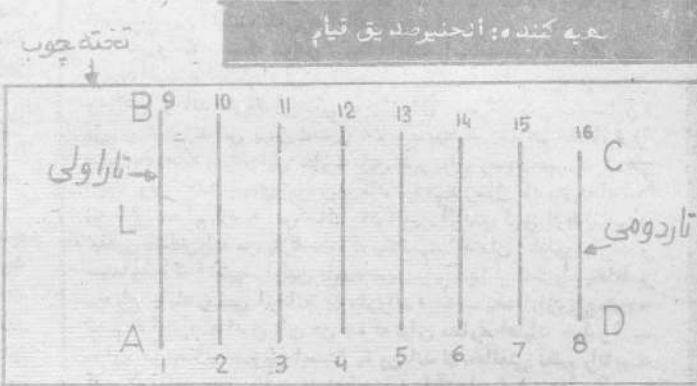 تهیه کننده: انجنیر صدیق قیام
تخته چوب
B 9 10 11 12 13 14 15 16 C
تار اولی
تار دومی
L
A D
1 2 3 4 5 6 7 8